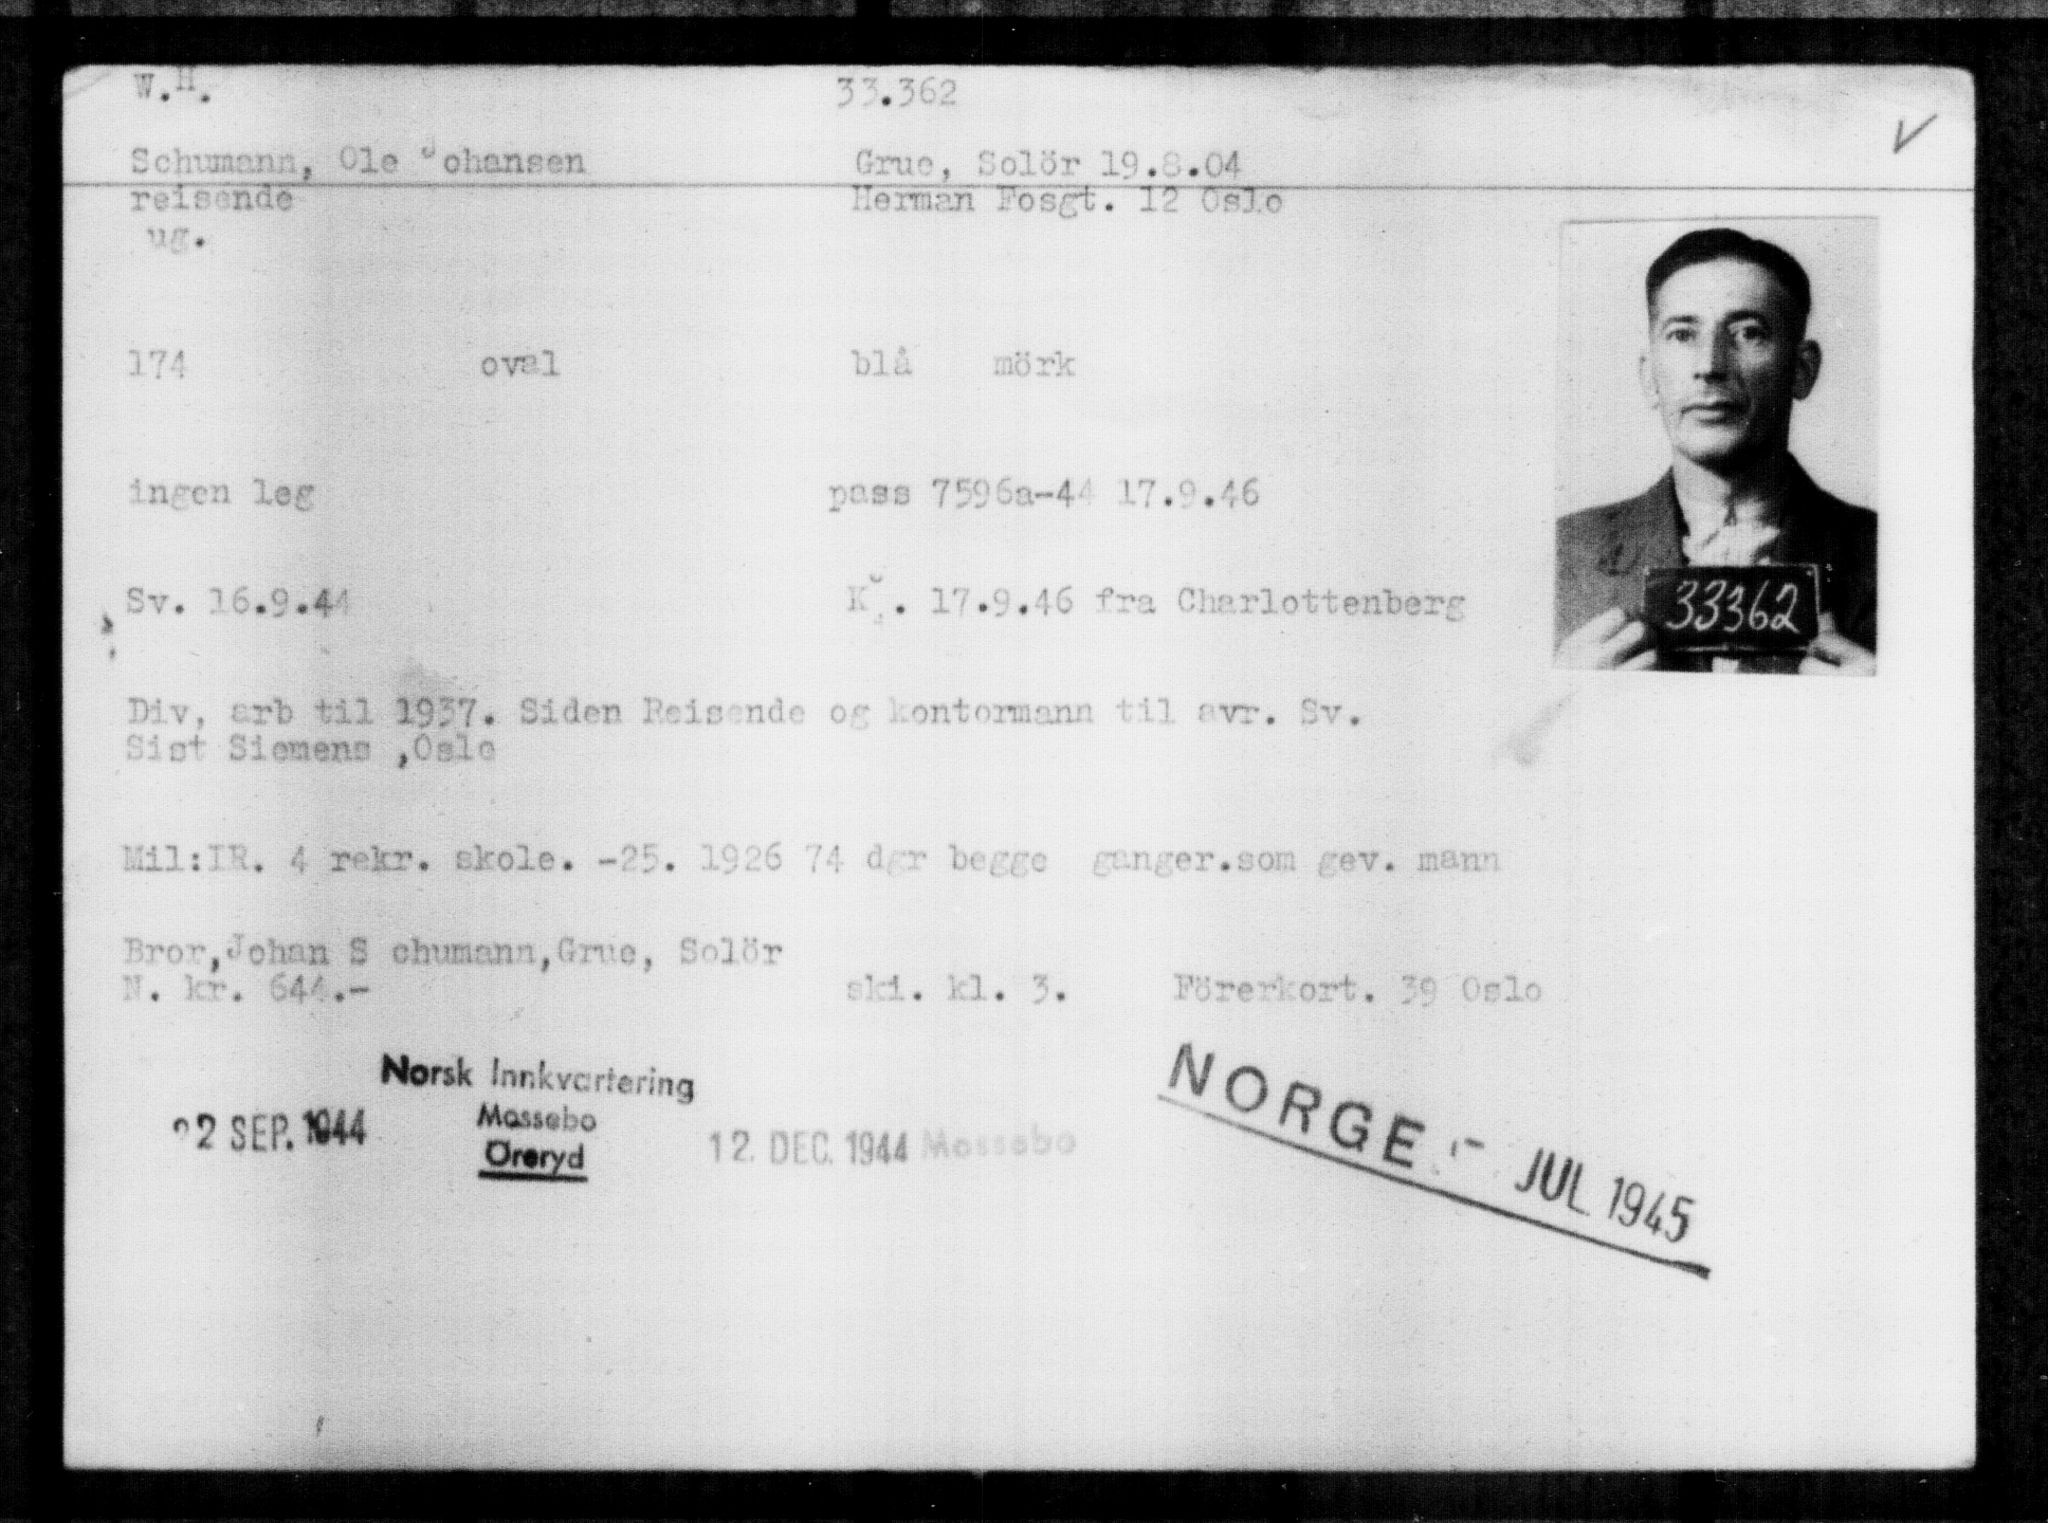 W.H. 33.362
Schumann, Ole Johansen Grue, Solör 19.8.04
reisende Herman Fosgt. 12 Oslo
ug.
174 oval blå mörk
ingen leg pass 7596a-44 17.9.46
Sv. 16.9.44 17.9.46 fra Charlottenberg
33362
Div, arb til 1937. Siden Reisende og kontormann til avr. Sv.
Sist Siemens ,Oslo
Mil:IR. 4 rekr. skole. -25. 1926 74 dgr begge ganger.som gev. mann
Bror,Johan S chumann,Grue, Solör
N. kr. 644.- ski. kl. 3. Förerkort. 39 Oslo
Norsk Innkvartering
22 SEP. 1944 Mossebo 12. DEC. 1944 Mossebo
Öreryd
NORGE JUL 1945